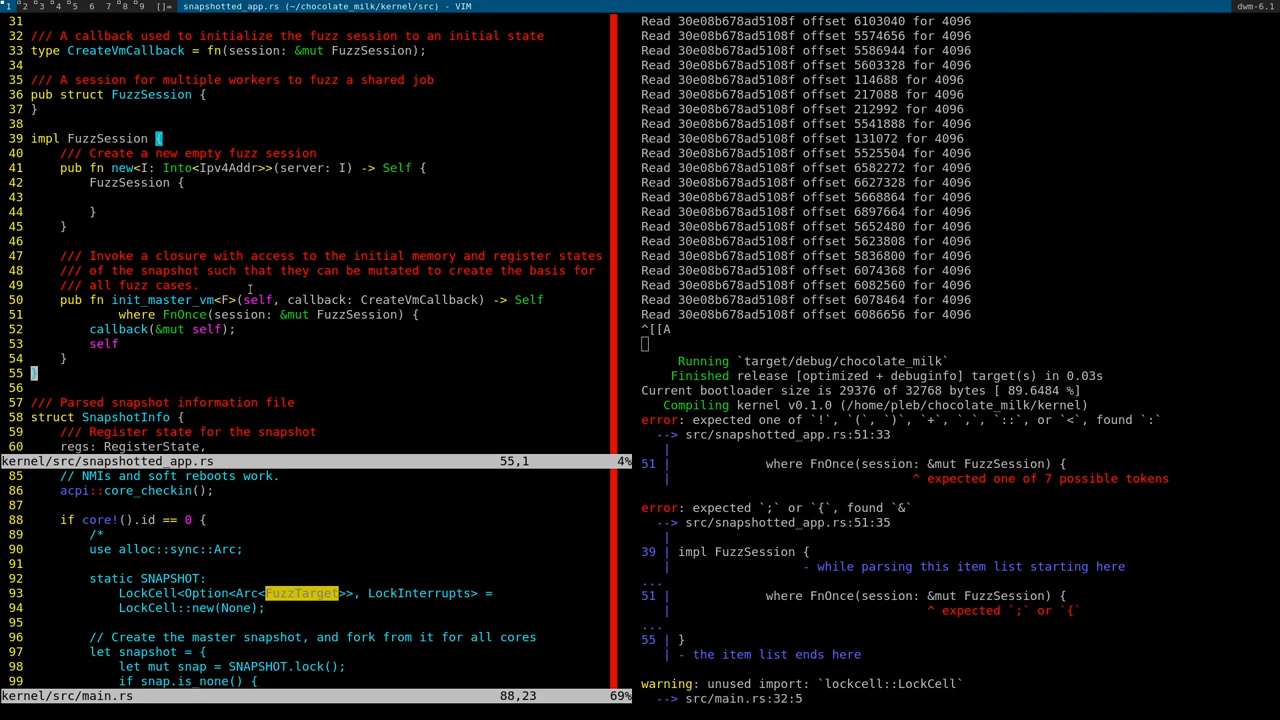 1 2 3 4 5 6 7 8 9 []= snapshotted_app.rs (~/chocolate_milk/kernel/src) - VIM dwm-6.1
31
32 /// A callback used to initialize the fuzz session to an initial state
33 type CreateVmCallback = fn(session: &mut FuzzSession);
34
35 /// A session for multiple workers to fuzz a shared job
36 pub struct FuzzSession {
37 }
38
39 impl FuzzSession {
40     /// Create a new empty fuzz session
41     pub fn new<I: Into<Ipv4Addr>>(server: I) -> Self {
42         FuzzSession {
43
44         }
45     }
46
47     /// Invoke a closure with access to the initial memory and register states
48     /// of the snapshot such that they can be mutated to create the basis for
49     /// all fuzz cases.
50     pub fn init_master_vm<F>(self, callback: CreateVmCallback) -> Self
51             where FnOnce(session: &mut FuzzSession) {
52         callback(&mut self);
53         self
54     }
55 }
56
57 /// Parsed snapshot information file
58 struct SnapshotInfo {
59     /// Register state for the snapshot
60     regs: RegisterState,
kernel/src/snapshotted_app.rs 55,1 4%
85     // NMIs and soft reboots work.
86     acpi::core_checkin();
87
88     if core!().id == 0 {
89         /*
90         use alloc::sync::Arc;
91
92         static SNAPSHOT:
93             LockCell<Option<Arc<FuzzTarget>>, LockInterrupts> =
94             LockCell::new(None);
95
96         // Create the master snapshot, and fork from it for all cores
97         let snapshot = {
98             let mut snap = SNAPSHOT.lock();
99             if snap.is_none() {
kernel/src/main.rs 88,23 69%
Read 30e08b678ad5108f offset 6103040 for 4096
Read 30e08b678ad5108f offset 5574656 for 4096
Read 30e08b678ad5108f offset 5586944 for 4096
Read 30e08b678ad5108f offset 5603328 for 4096
Read 30e08b678ad5108f offset 114688 for 4096
Read 30e08b678ad5108f offset 217088 for 4096
Read 30e08b678ad5108f offset 212992 for 4096
Read 30e08b678ad5108f offset 5541888 for 4096
Read 30e08b678ad5108f offset 131072 for 4096
Read 30e08b678ad5108f offset 5525504 for 4096
Read 30e08b678ad5108f offset 6582272 for 4096
Read 30e08b678ad5108f offset 6627328 for 4096
Read 30e08b678ad5108f offset 5668864 for 4096
Read 30e08b678ad5108f offset 6897664 for 4096
Read 30e08b678ad5108f offset 5652480 for 4096
Read 30e08b678ad5108f offset 5623808 for 4096
Read 30e08b678ad5108f offset 5836800 for 4096
Read 30e08b678ad5108f offset 6074368 for 4096
Read 30e08b678ad5108f offset 6082560 for 4096
Read 30e08b678ad5108f offset 6078464 for 4096
Read 30e08b678ad5108f offset 6086656 for 4096
^[[A
     Running `target/debug/chocolate_milk`
    Finished release [optimized + debuginfo] target(s) in 0.03s
Current bootloader size is 29376 of 32768 bytes [ 89.6484 %]
   Compiling kernel v0.1.0 (/home/pleb/chocolate_milk/kernel)
error: expected one of `!`, `(`, `)`, `+`, `,`, `::`, or `<`, found `:`
  --> src/snapshotted_app.rs:51:33
   |
51 |             where FnOnce(session: &mut FuzzSession) {
   |                                 ^ expected one of 7 possible tokens

error: expected `;` or `{`, found `&`
  --> src/snapshotted_app.rs:51:35
   |
39 | impl FuzzSession {
   |                  - while parsing this item list starting here
...
51 |             where FnOnce(session: &mut FuzzSession) {
   |                                   ^ expected `;` or `{`
...
55 | }
   | - the item list ends here

warning: unused import: `lockcell::LockCell`
  --> src/main.rs:32:5